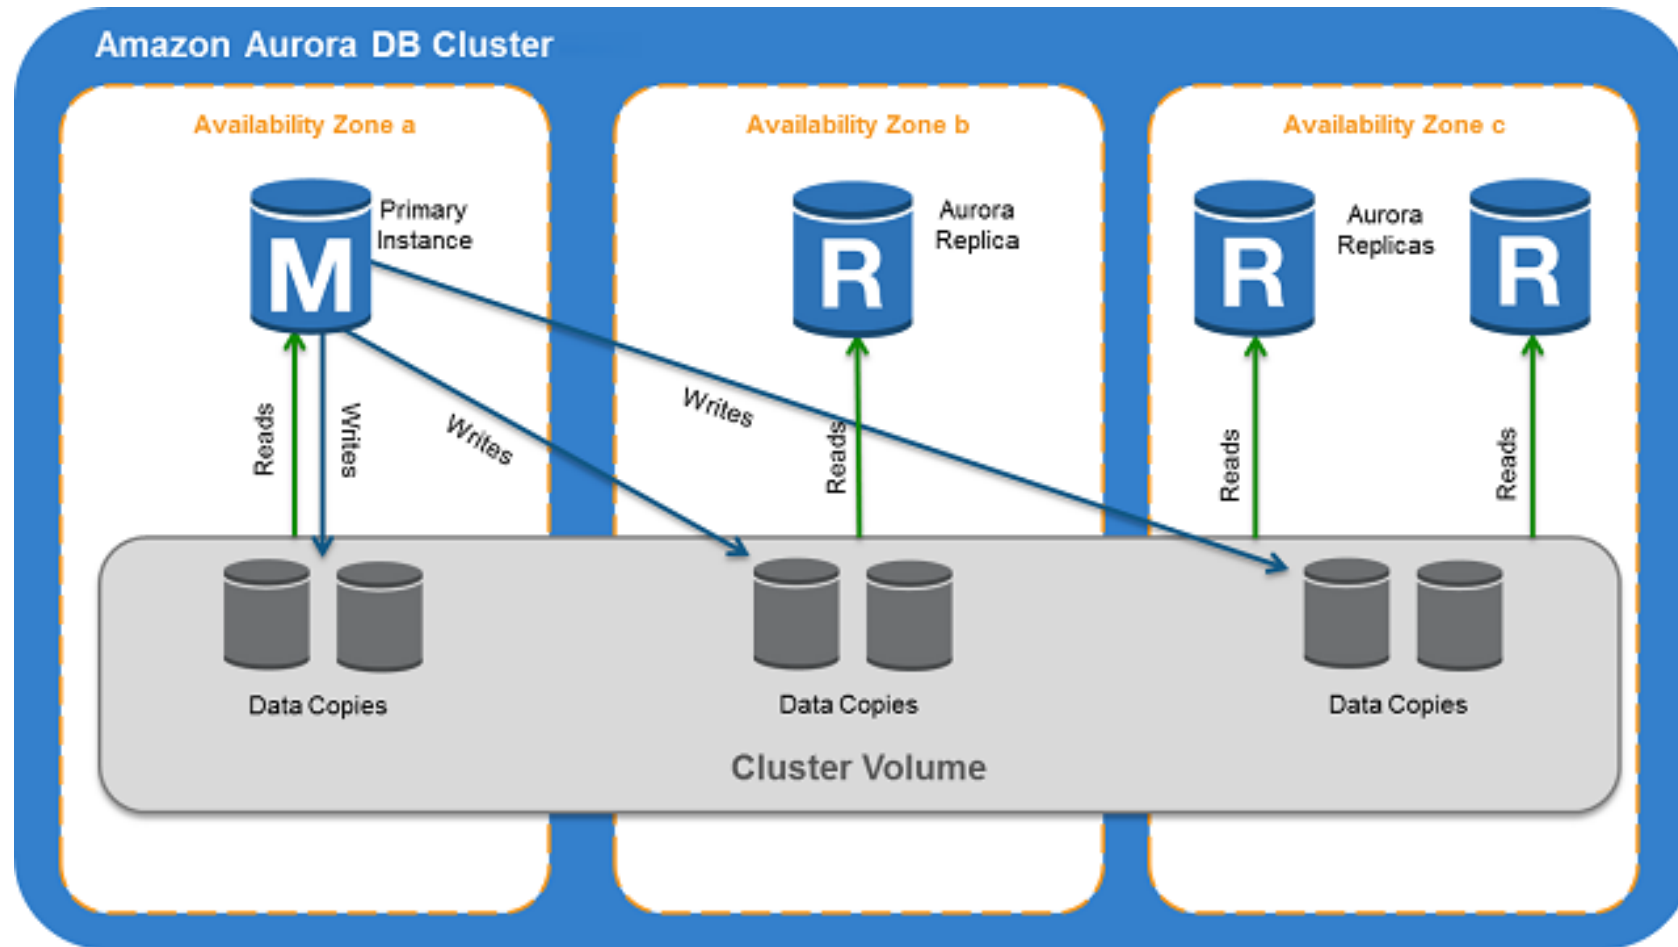 Amazon Aurora DB Cluster
Availability Zone a
Availability Zone b
Availability Zone c
M
Primary
Instance
R
Aurora
Replica
R
Aurora
Replicas
R
Reads
Writes
Writes
Writes
Reads
Reads
Reads
Data Copies
Data Copies
Data Copies
Cluster Volume